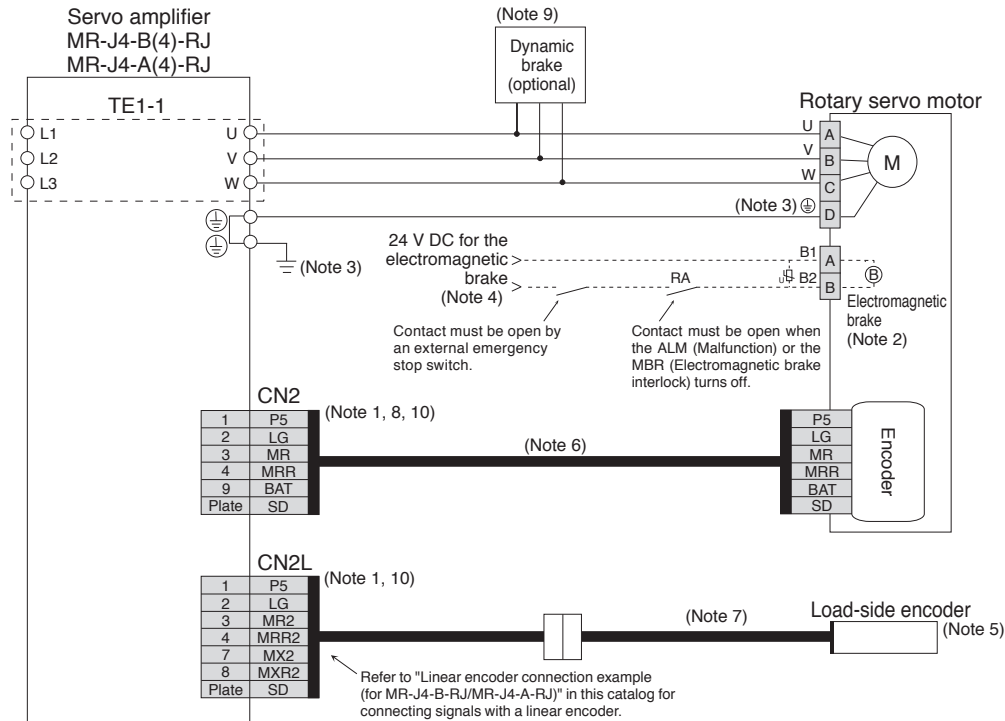 Servo amplifier
MR-J4-B(4)-RJ
MR-J4-A(4)-RJ
(Note 9)
Dynamic
brake
(optional)
TE1-1
Rotary servo motor
L1
U
U
A
L2
V
V
B
M
L3
W
W
C
(Note 3)
D
(Note 3)
24 V DC for the
electromagnetic
brake
(Note 4)
B1
A
RA
U
B2
B
B
Electromagnetic
brake
(Note 2)
Contact must be open by
an external emergency
stop switch.
Contact must be open when
the ALM (Malfunction) or the
MBR (Electromagnetic brake
interlock) turns off.
CN2
(Note 1, 8, 10)
1 P5
2 LG
3 MR
4 MRR
9 BAT
Plate SD
(Note 6)
P5
LG
MR
MRR
BAT
SD
Encoder
CN2L
(Note 1, 10)
1 P5
2 LG
3 MR2
4 MRR2
7 MX2
8 MXR2
Plate SD
(Note 7)
Load-side encoder
(Note 5)
Refer to "Linear encoder connection example
(for MR-J4-B-RJ/MR-J4-A-RJ)" in this catalog for
connecting signals with a linear encoder.